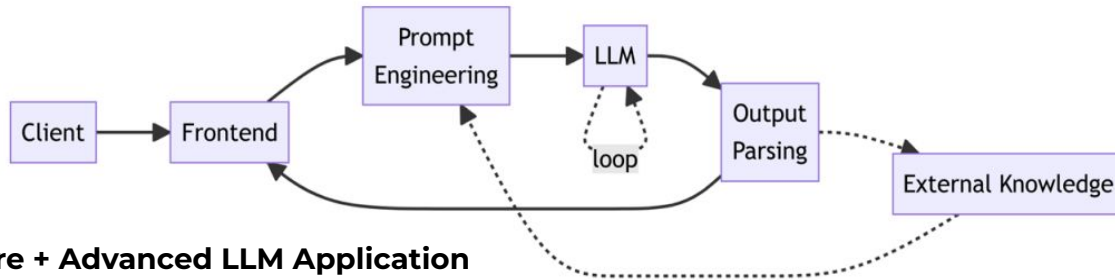 Client
Frontend
Prompt
Engineering
LLM
loop
Output
Parsing
External Knowledge
re + Advanced LLM Application